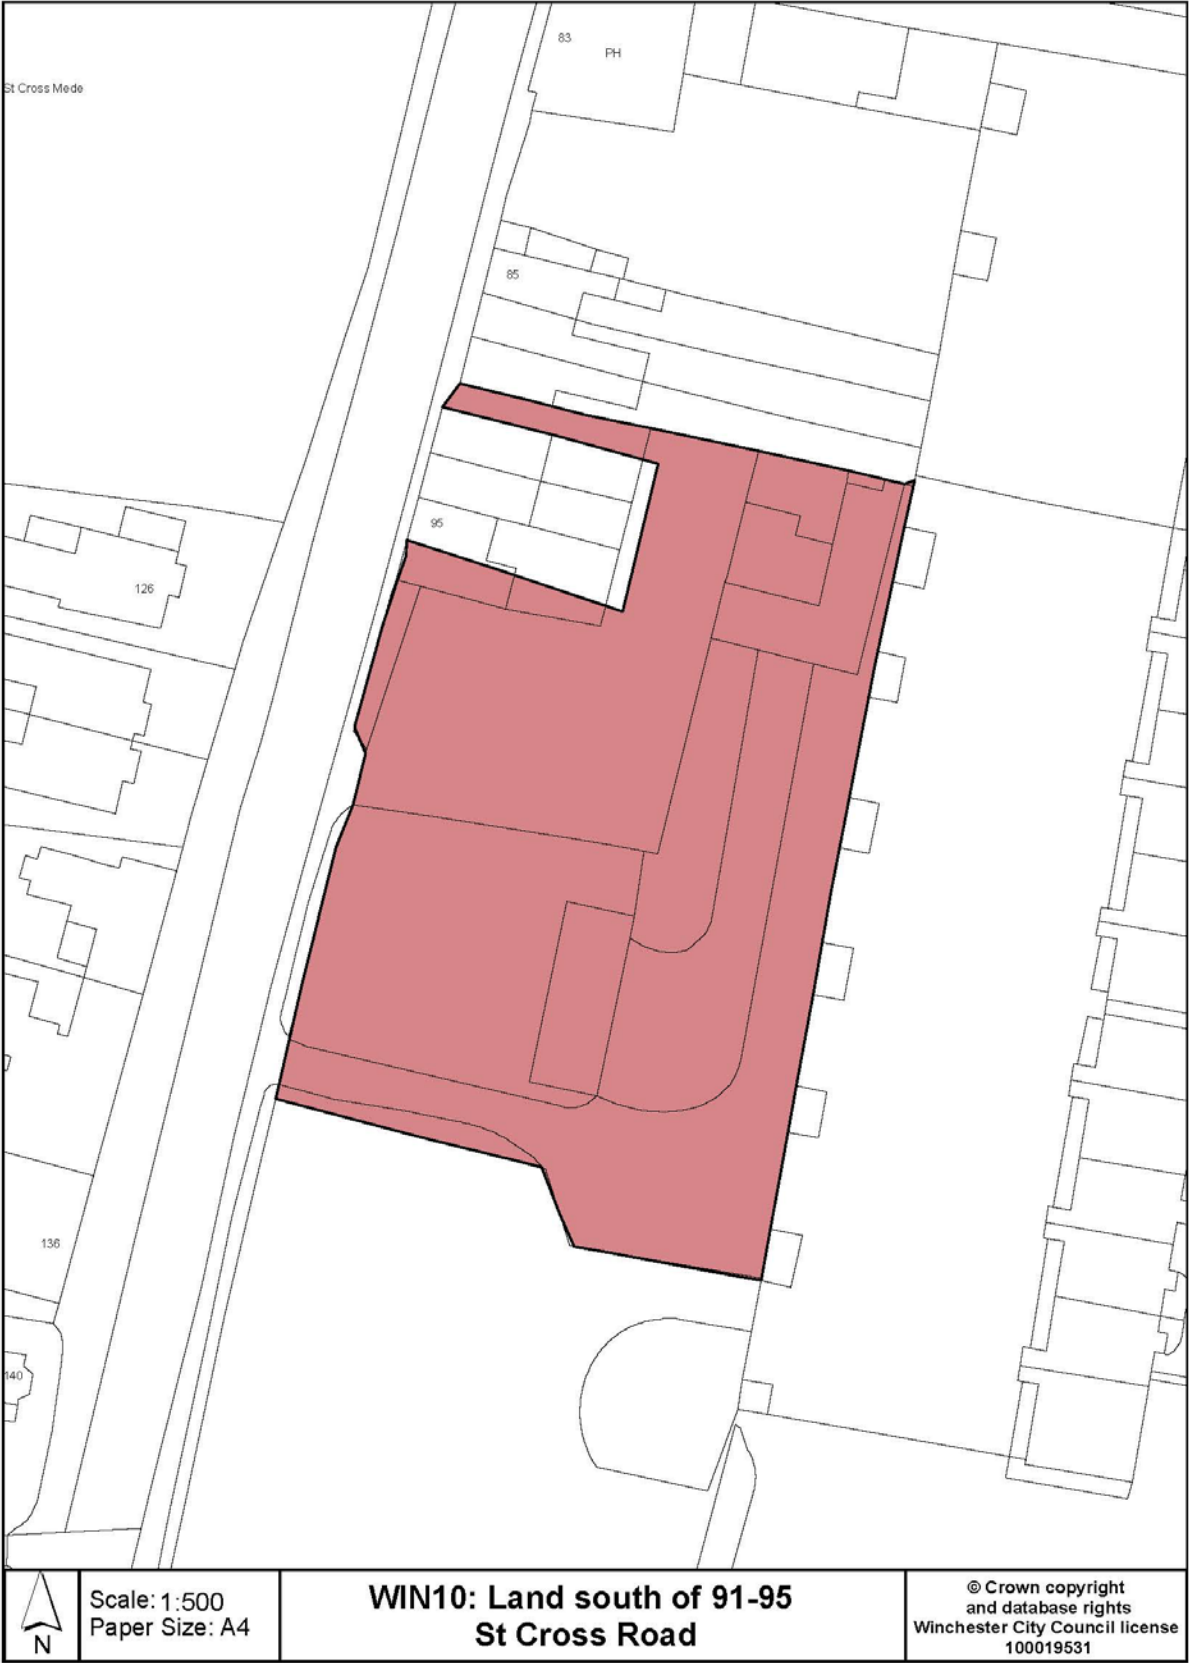 83
PH
St Cross Mede
85
95
126
136
140
N
Scale: 1:500
Paper Size: A4
WIN10: Land south of 91-95
St Cross Road
© Crown copyright
and database rights
Winchester City Council license
100019531